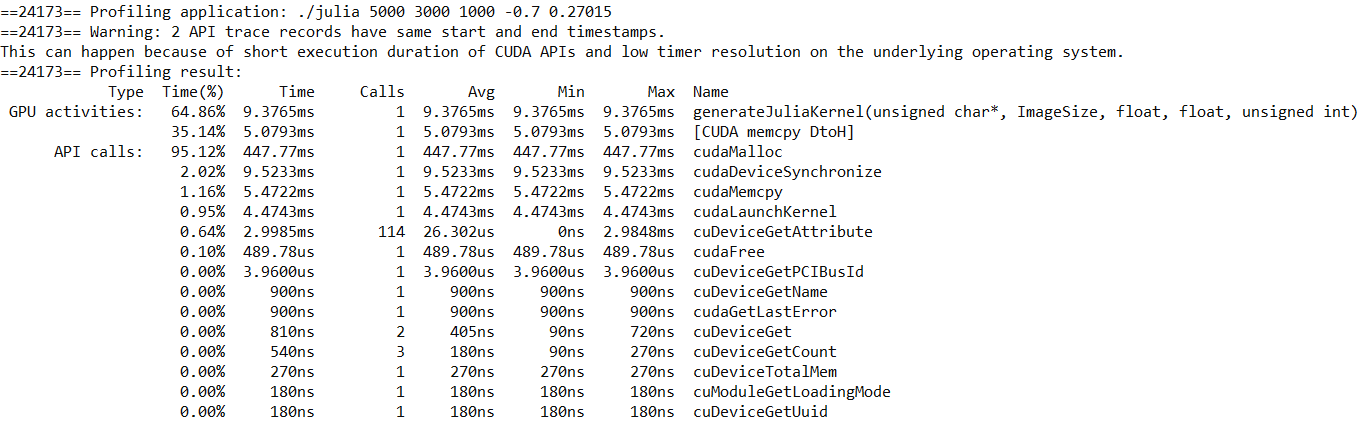 ==24173== Profiling application: ./julia 5000 3000 1000 -0.7 0.27015
==24173== Warning: 2 API trace records have same start and end timestamps.
This can happen because of short execution duration of CUDA APIs and low timer resolution on the underlying operating system.
==24173== Profiling result:
            Type  Time(%)      Time     Calls       Avg       Min       Max  Name
 GPU activities:   64.86%  9.3765ms         1  9.3765ms  9.3765ms  9.3765ms  generateJuliaKernel(unsigned char*, ImageSize, float, float, unsigned int)
                   35.14%  5.0793ms         1  5.0793ms  5.0793ms  5.0793ms  [CUDA memcpy DtoH]
      API calls:   95.12%  447.77ms         1  447.77ms  447.77ms  447.77ms  cudaMalloc
                    2.02%  9.5233ms         1  9.5233ms  9.5233ms  9.5233ms  cudaDeviceSynchronize
                    1.16%  5.4722ms         1  5.4722ms  5.4722ms  5.4722ms  cudaMemcpy
                    0.95%  4.4743ms         1  4.4743ms  4.4743ms  4.4743ms  cudaLaunchKernel
                    0.64%  2.9985ms       114  26.302us       0ns  2.9848ms  cuDeviceGetAttribute
                    0.10%  489.78us         1  489.78us  489.78us  489.78us  cudaFree
                    0.00%  3.9600us         1  3.9600us  3.9600us  3.9600us  cuDeviceGetPCIBusId
                    0.00%     900ns         1     900ns     900ns     900ns  cuDeviceGetName
                    0.00%     900ns         1     900ns     900ns     900ns  cudaGetLastError
                    0.00%     810ns         2     405ns      90ns     720ns  cuDeviceGet
                    0.00%     540ns         3     180ns      90ns     270ns  cuDeviceGetCount
                    0.00%     270ns         1     270ns     270ns     270ns  cuDeviceTotalMem
                    0.00%     180ns         1     180ns     180ns     180ns  cuModuleGetLoadingMode
                    0.00%     180ns         1     180ns     180ns     180ns  cuDeviceGetUuid